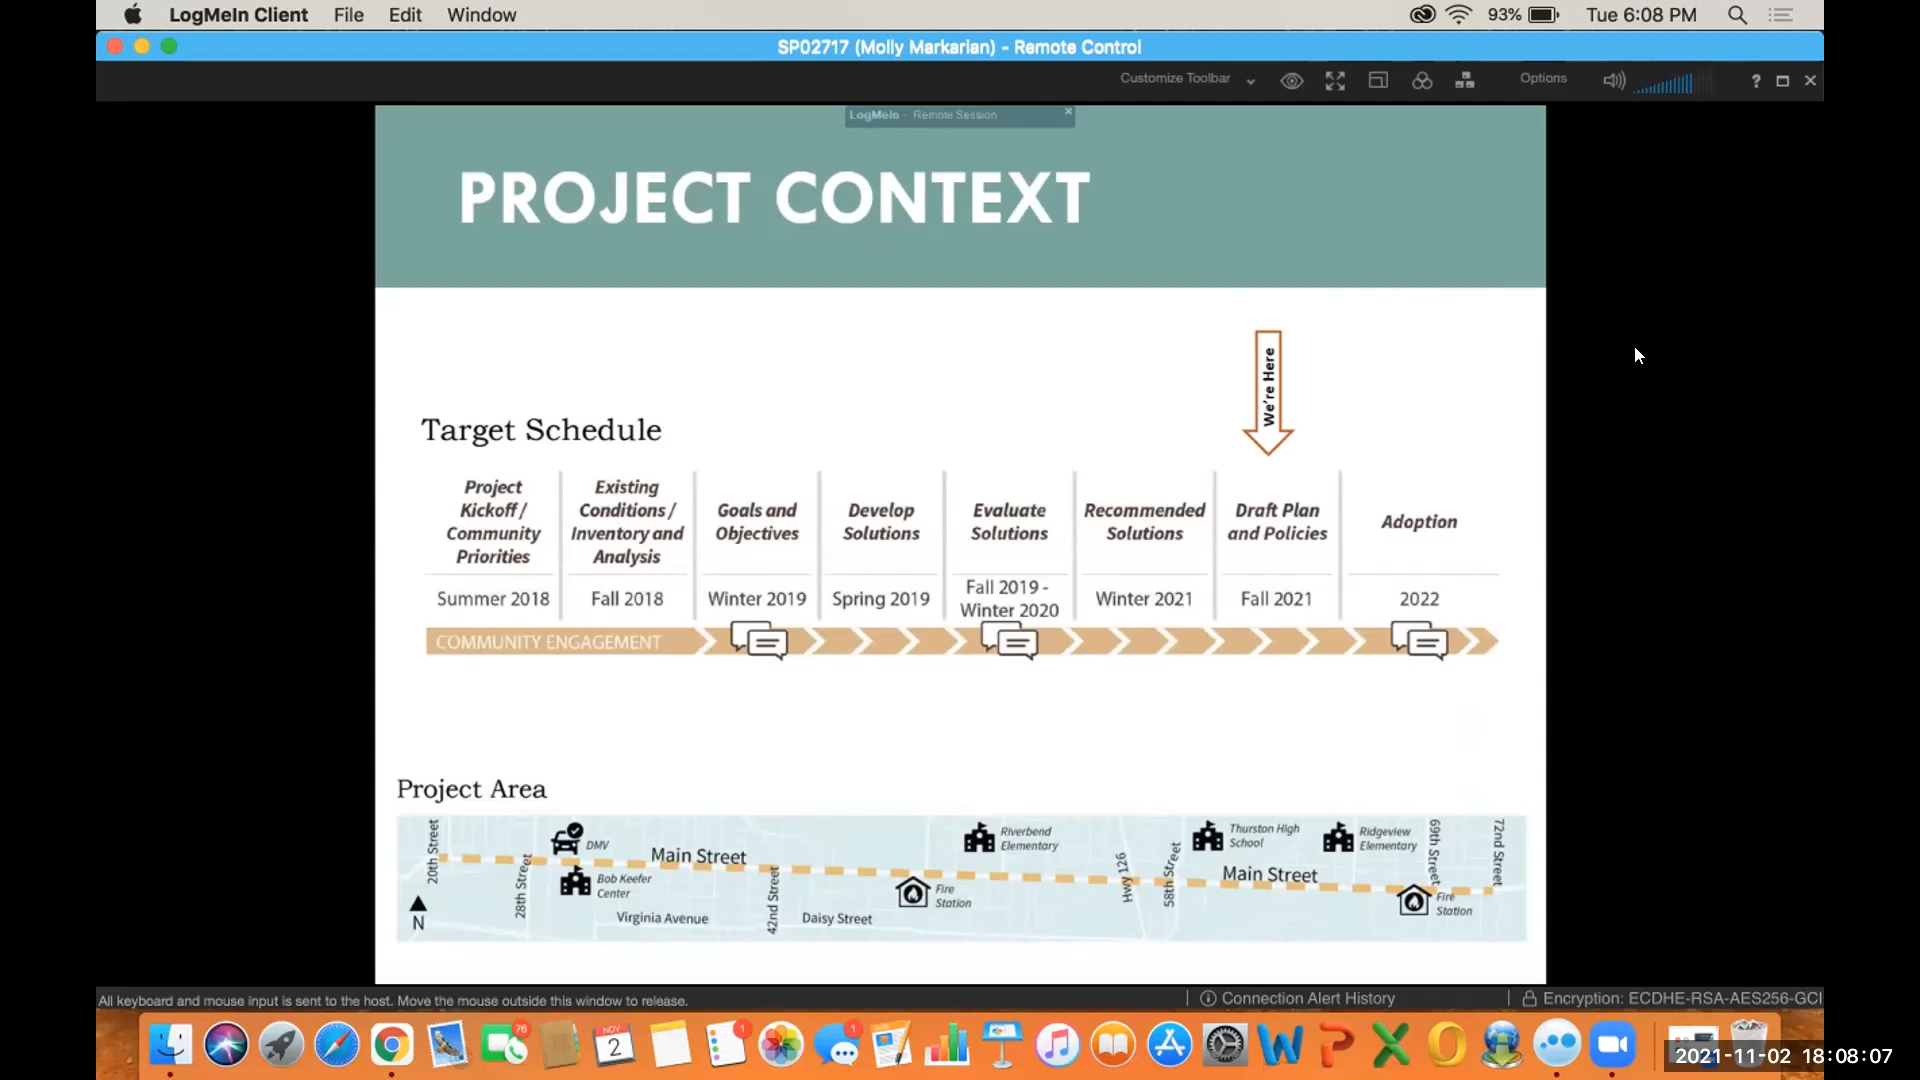 LogMeIn Client File Edit Window 93% Tue 6:08 PM
SP02717 (Molly Markarian) - Remote Control
Customize Toolbar Options ?
LogMeIn - Remote Session
PROJECT CONTEXT
We're Here
Target Schedule
Project Kickoff / Community Priorities
Existing Conditions / Inventory and Analysis
Goals and Objectives
Develop Solutions
Evaluate Solutions
Recommended Solutions
Draft Plan and Policies
Adoption
Summer 2018
Fall 2018
Winter 2019
Spring 2019
Fall 2019 - Winter 2020
Winter 2021
Fall 2021
2022
COMMUNITY ENGAGEMENT
Project Area
20th Street
28th Street
DMV
Main Street
Bob Keefer
Center
Virginia Avenue
42nd Street
Daisy Street
Fire
Station
Riverbend
Elementary
Hwy 126
58th Street
Thurston High
School
Main Street
Ridgeview
Elementary
69th Street
72nd Street
Fire
Station
N
All keyboard and mouse input is sent to the host. Move the mouse outside this window to release.
Connection Alert History
Encryption: ECDHE-RSA-AES256-GCI
76
NOV
2
1
1
2021-11-02 18:08:07